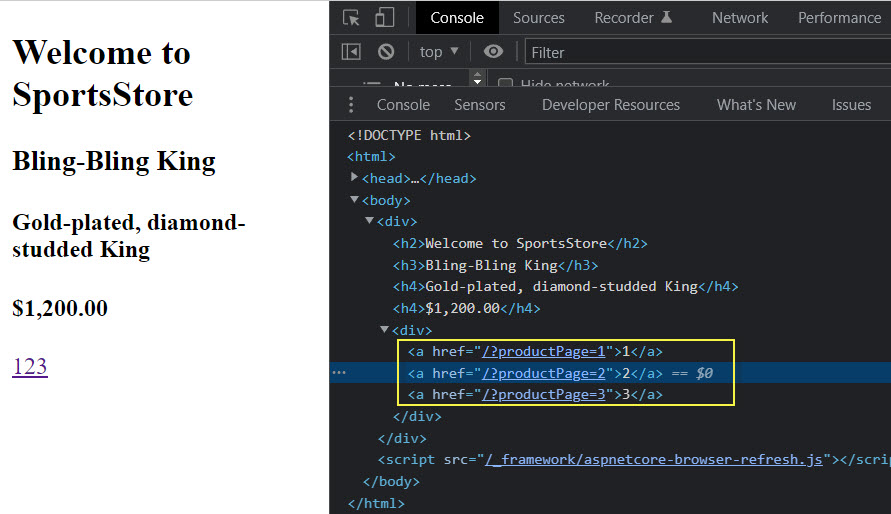 Welcome to
SportsStore
Bling-Bling King
Gold-plated, diamond-
studded King
$1,200.00
123
Console Sources Recorder Network Performance
top Filter
Hide network
Console Sensors Developer Resources What's New Issues
<!DOCTYPE html>
<html>
<head>…</head>
<body>
<div>
<h2>Welcome to SportsStore</h2>
<h3>Bling-Bling King</h3>
<h4>Gold-plated, diamond-studded King</h4>
<h4>$1,200.00</h4>
<div>
<a href="/?productPage=1">1</a>
<a href="/?productPage=2">2</a> == $0
<a href="/?productPage=3">3</a>
</div>
</div>
<script src="/_framework/aspnetcore-browser-refresh.js"></scrip
</body>
</html>